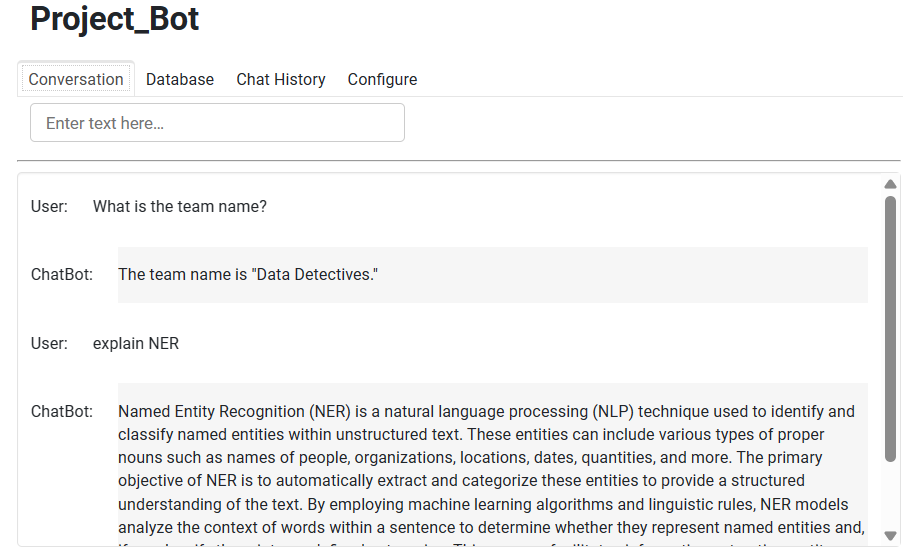 Project_Bot
Conversation Database Chat History Configure
Enter text here...
User: What is the team name?
ChatBot: The team name is "Data Detectives."
User: explain NER
ChatBot: Named Entity Recognition (NER) is a natural language processing (NLP) technique used to identify and
classify named entities within unstructured text. These entities can include various types of proper
nouns such as names of people, organizations, locations, dates, quantities, and more. The primary
objective of NER is to automatically extract and categorize these entities to provide a structured
understanding of the text. By employing machine learning algorithms and linguistic rules, NER models
analyze the context of words within a sentence to determine whether they represent named entities and,